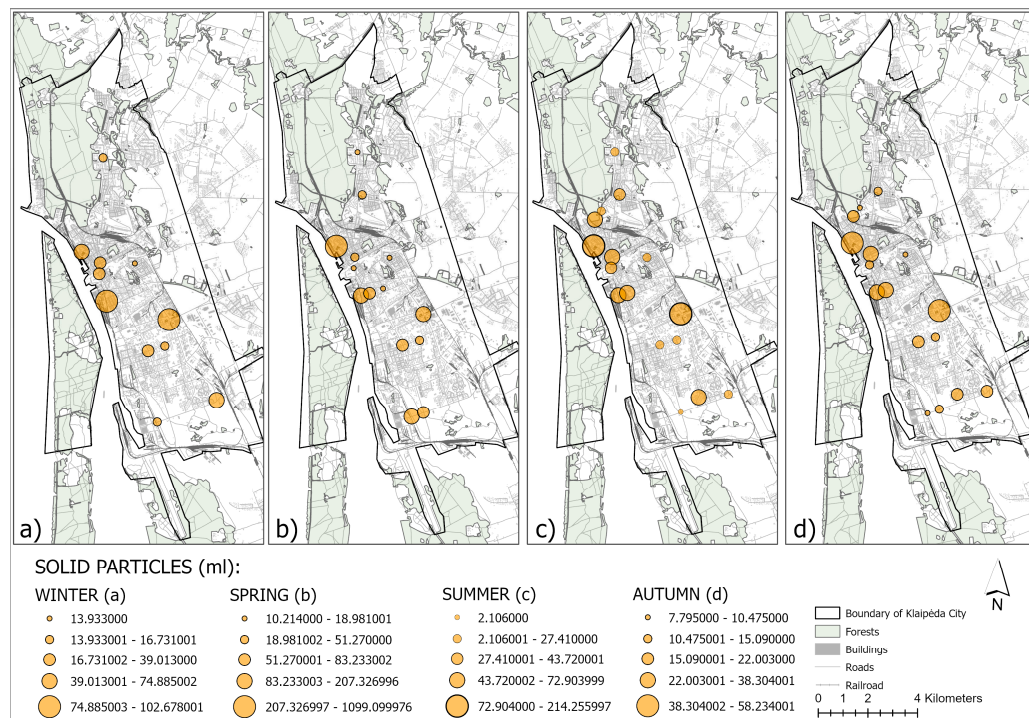 a)
b)
c)
d)
SOLID PARTICLES (ml):
WINTER (a)
13.933000
13.933001 - 16.731001
16.731002 - 39.013000
39.013001 - 74.885002
74.885003 - 102.678001
SPRING (b)
10.214000 - 18.981001
18.981002 - 51.270000
51.270001 - 83.233002
83.233003 - 207.326996
207.326997 - 1099.099976
SUMMER (c)
2.106000
2.106001 - 27.410000
27.410001 - 43.720001
43.720002 - 72.903999
72.904000 - 214.255997
AUTUMN (d)
7.795000 - 10.475000
10.475001 - 15.090000
15.090001 - 22.003000
22.003001 - 38.304001
38.304002 - 58.234001
N
Boundary of Klaipėda City
Forests
Buildings
Roads
Railroad
0 1 2 4 Kilometers